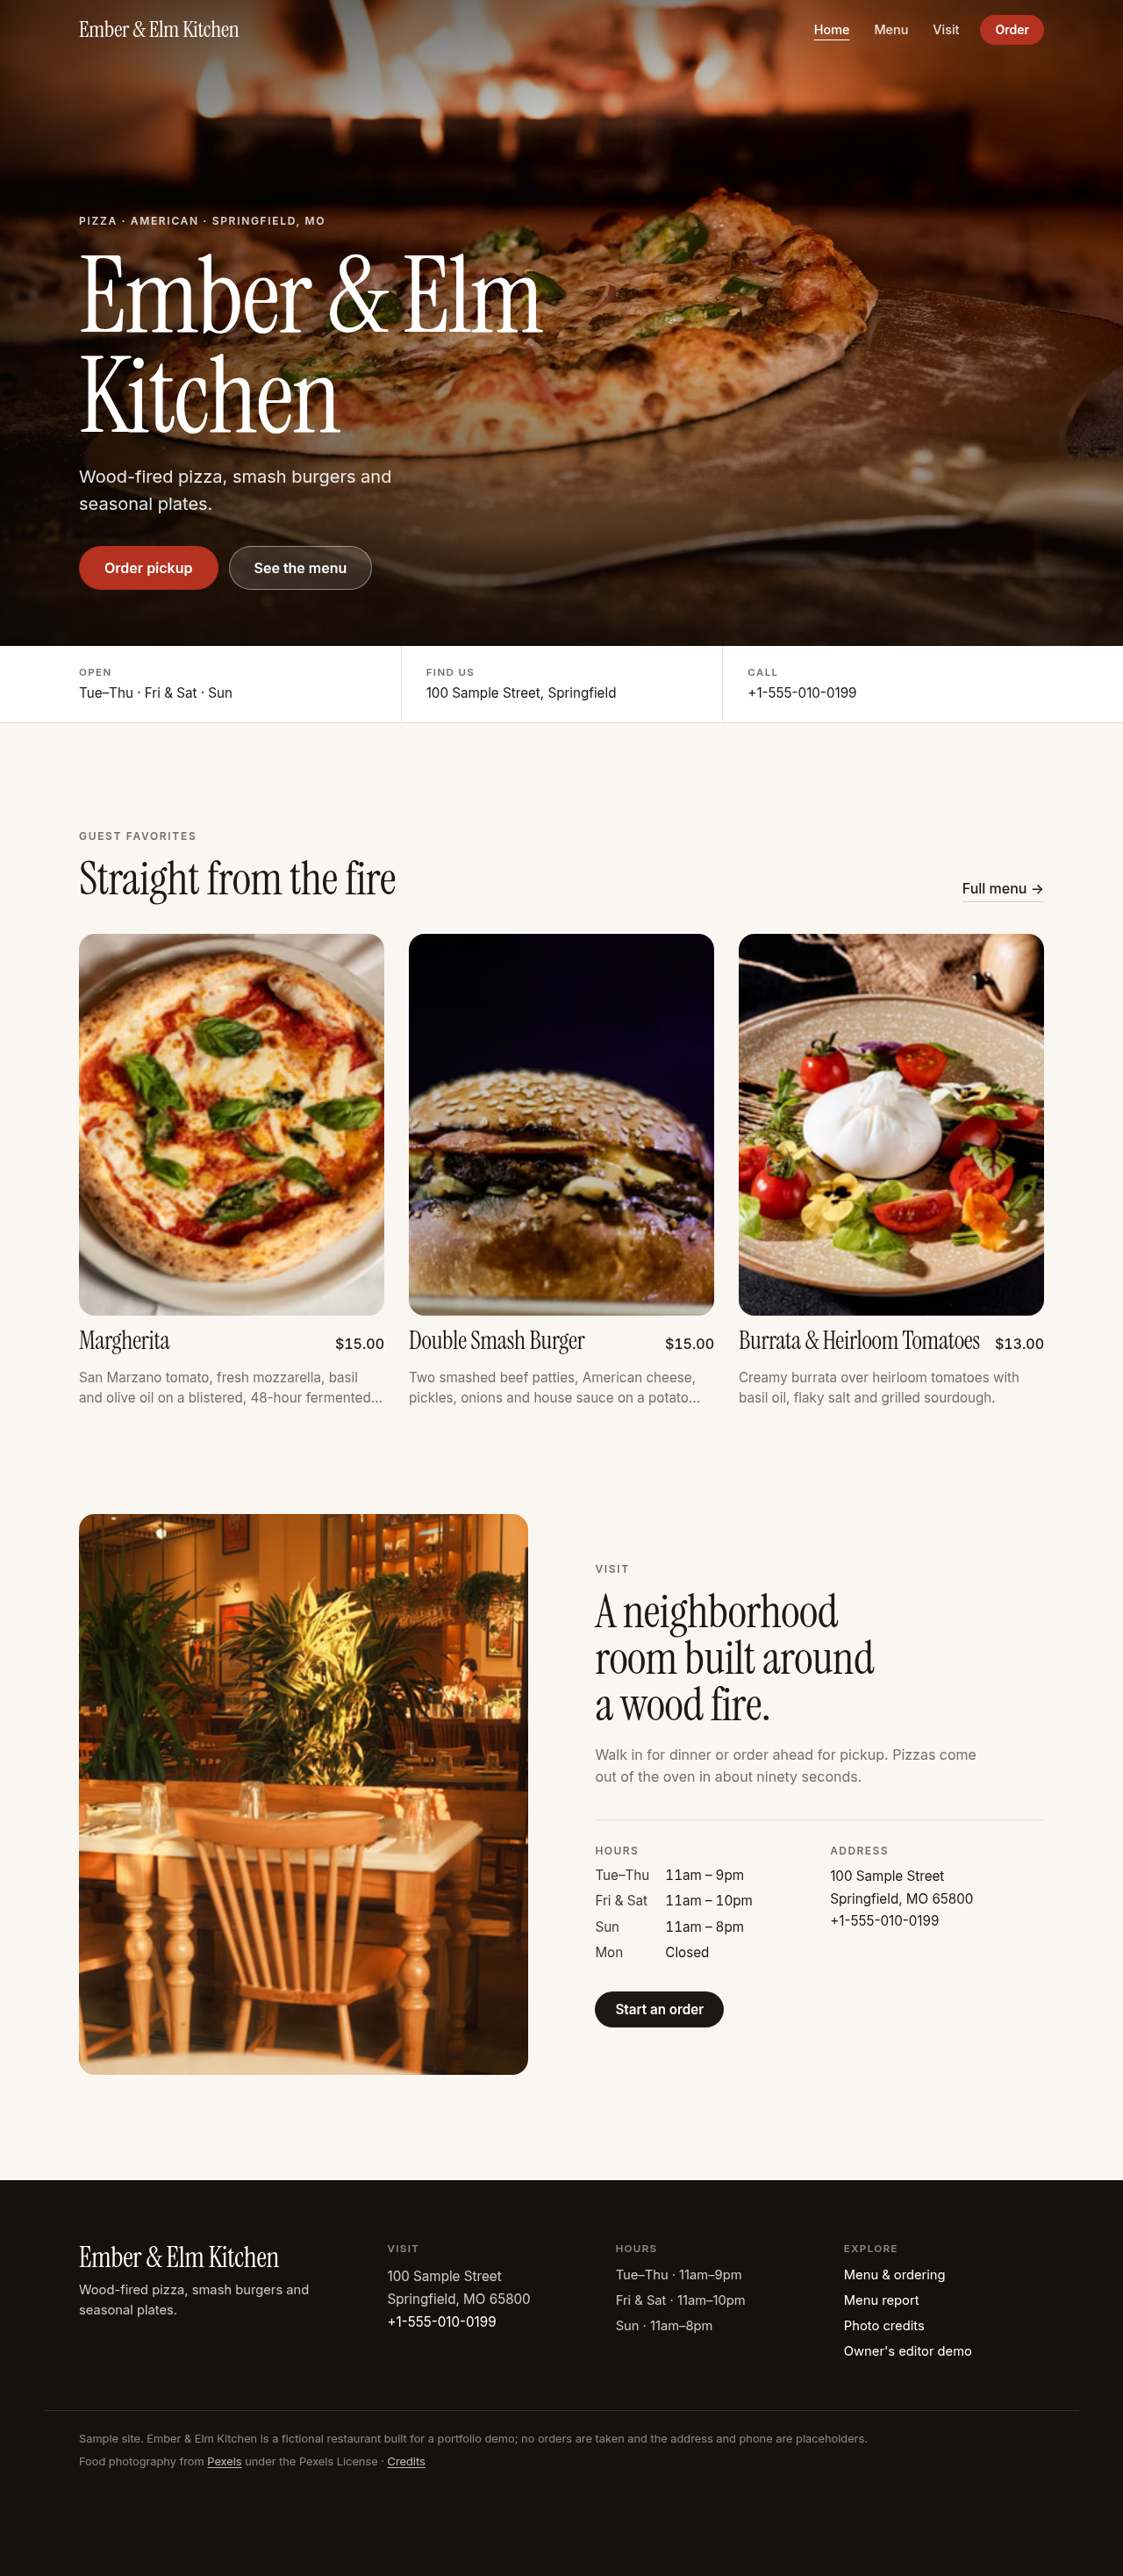 Ember & Elm Kitchen
Home
Menu
Visit
Order
PIZZA · AMERICAN · SPRINGFIELD, MO
Ember & Elm
Kitchen
Wood-fired pizza, smash burgers and
seasonal plates.
Order pickup
See the menu
OPEN
Tue–Thu · Fri & Sat · Sun
FIND US
100 Sample Street, Springfield
CALL
+1-555-010-0199
GUEST FAVORITES
Straight from the fire
Full menu →
Margherita
$15.00
San Marzano tomato, fresh mozzarella, basil
and olive oil on a blistered, 48-hour fermented...
Double Smash Burger
$15.00
Two smashed beef patties, American cheese,
pickles, onions and house sauce on a potato...
Burrata & Heirloom Tomatoes
$13.00
Creamy burrata over heirloom tomatoes with
basil oil, flaky salt and grilled sourdough.
VISIT
A neighborhood
room built around
a wood fire.
Walk in for dinner or order ahead for pickup. Pizzas come
out of the oven in about ninety seconds.
HOURS
Tue–Thu 11am – 9pm
Fri & Sat 11am – 10pm
Sun 11am – 8pm
Mon Closed
ADDRESS
100 Sample Street
Springfield, MO 65800
+1-555-010-0199
Start an order
Ember & Elm Kitchen
Wood-fired pizza, smash burgers and
seasonal plates.
VISIT
100 Sample Street
Springfield, MO 65800
+1-555-010-0199
HOURS
Tue–Thu · 11am–9pm
Fri & Sat · 11am–10pm
Sun · 11am–8pm
EXPLORE
Menu & ordering
Menu report
Photo credits
Owner's editor demo
Sample site. Ember & Elm Kitchen is a fictional restaurant built for a portfolio demo; no orders are taken and the address and phone are placeholders.
Food photography from Pexels under the Pexels License · Credits